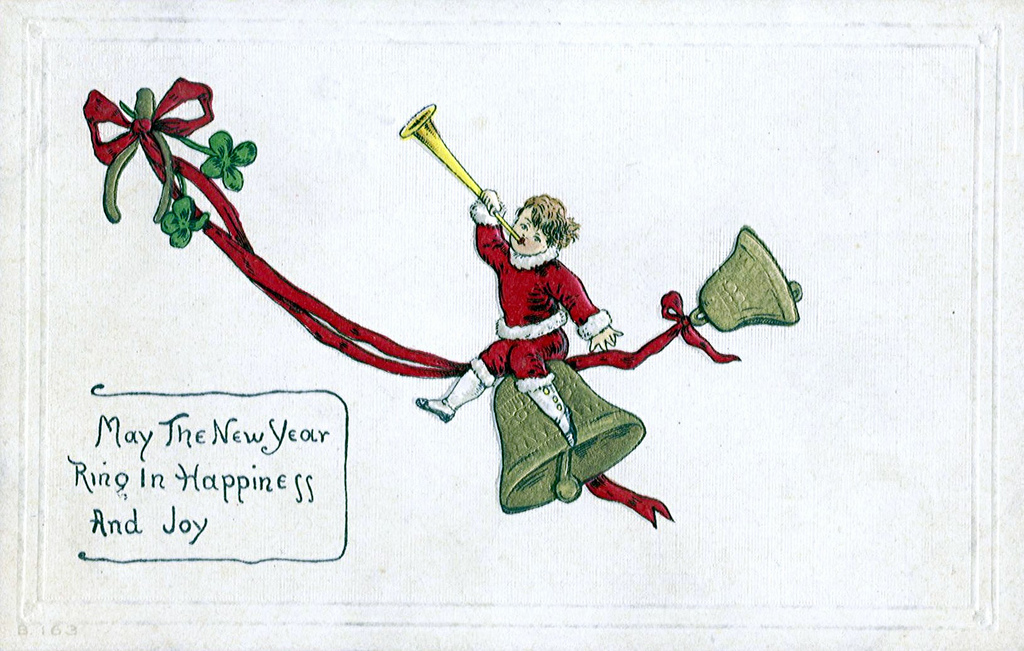 May The New Year
Ring In Happiness
And Joy
B. 163